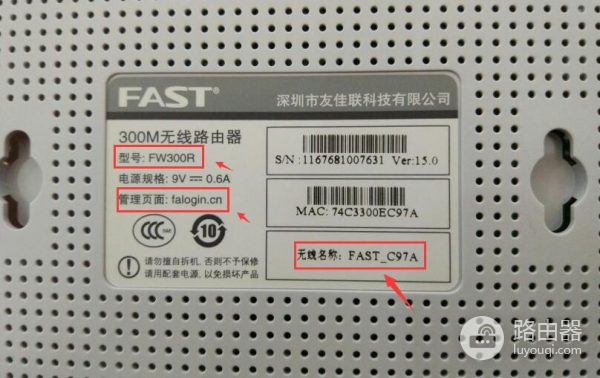 FAST®
深圳市友佳联科技有限公司
300M无线路由器
型号: FW300R
电源规格: 9V⎓0.6A
管理页面: falogin.cn
CCC S&E
10
请勿擅自拆机, 否则不予保修
请用配套电源, 以免损坏产品
S/N:1167681007631 Ver:15.0
MAC: 74C3300EC97A
无线名称: FAST_C97A
路由器
luyouqi.com